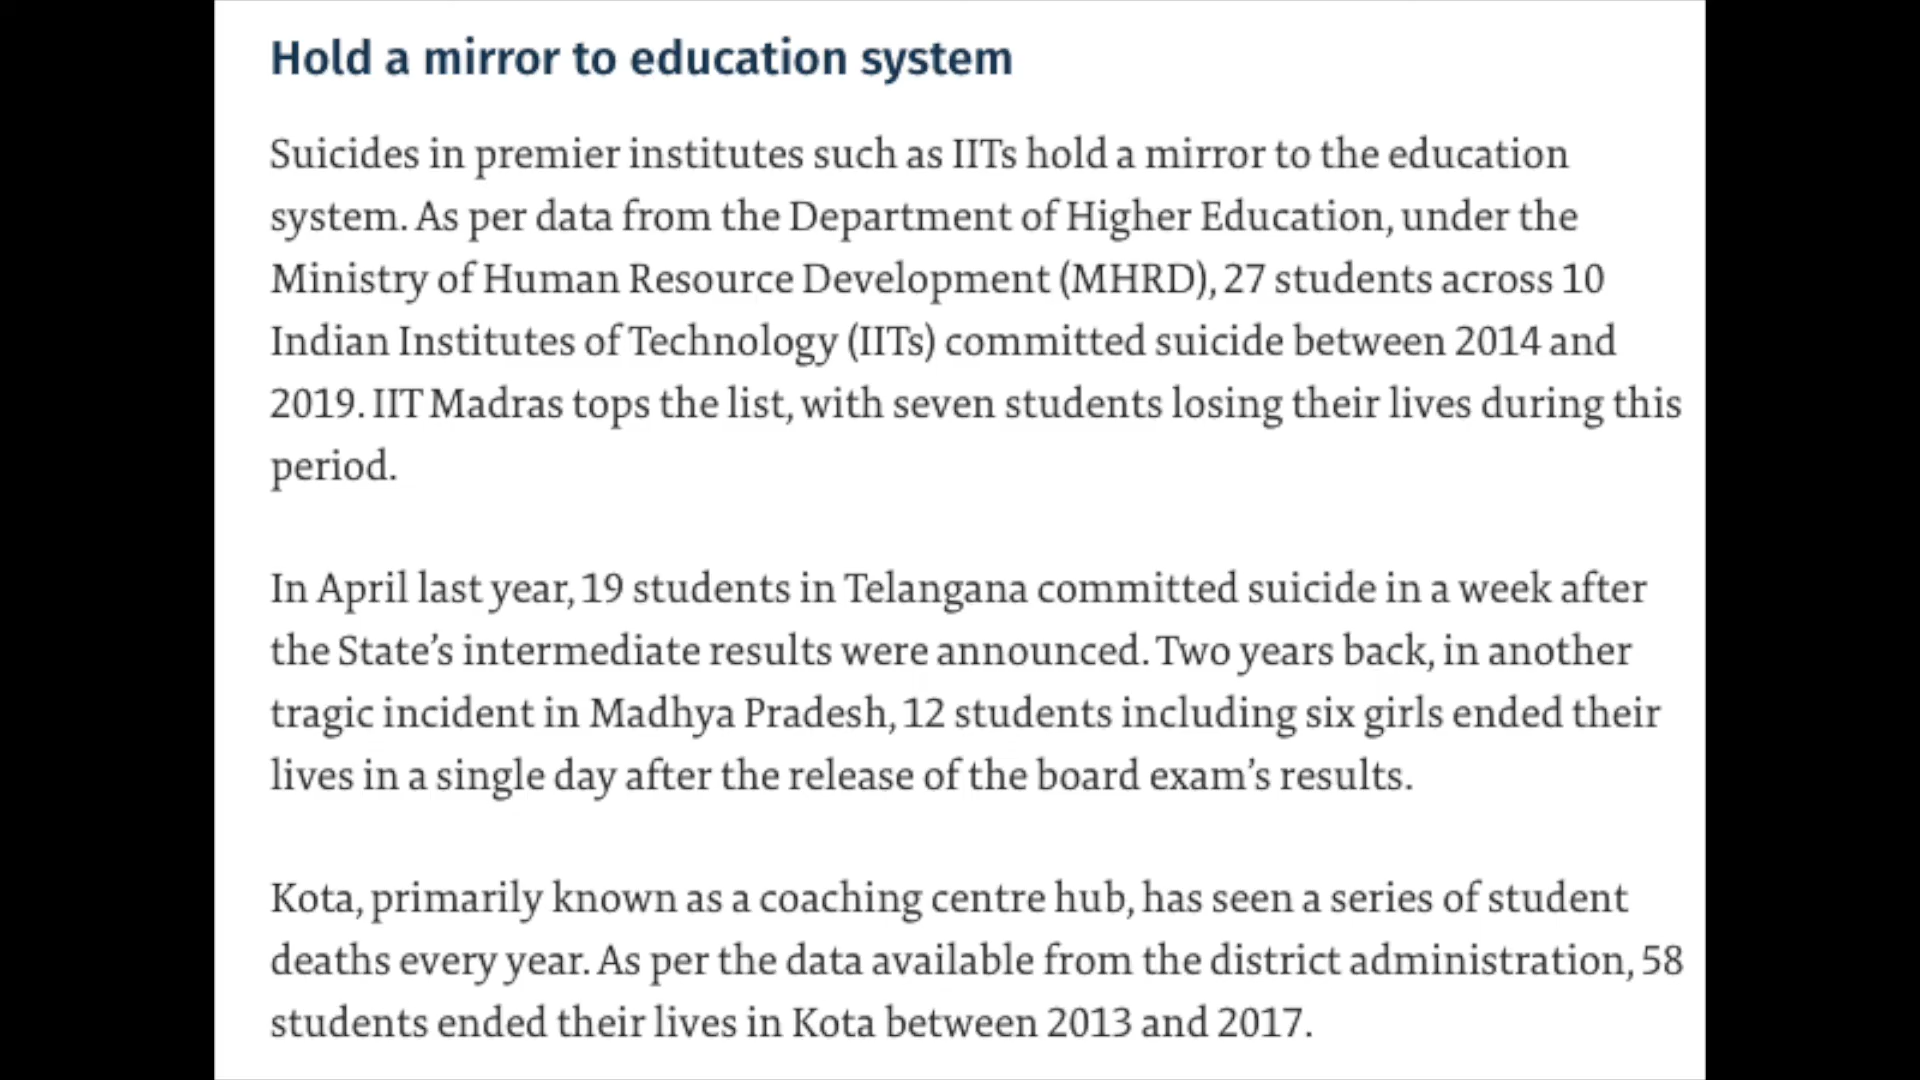 Hold a mirror to education system
Suicides in premier institutes such as IITs hold a mirror to the education
system. As per data from the Department of Higher Education, under the
Ministry of Human Resource Development (MHRD), 27 students across 10
Indian Institutes of Technology (IITs) committed suicide between 2014 and
2019. IIT Madras tops the list, with seven students losing their lives during this
period.
In April last year, 19 students in Telangana committed suicide in a week after
the State’s intermediate results were announced. Two years back, in another
tragic incident in Madhya Pradesh, 12 students including six girls ended their
lives in a single day after the release of the board exam’s results.
Kota, primarily known as a coaching centre hub, has seen a series of student
deaths every year. As per the data available from the district administration, 58
students ended their lives in Kota between 2013 and 2017.